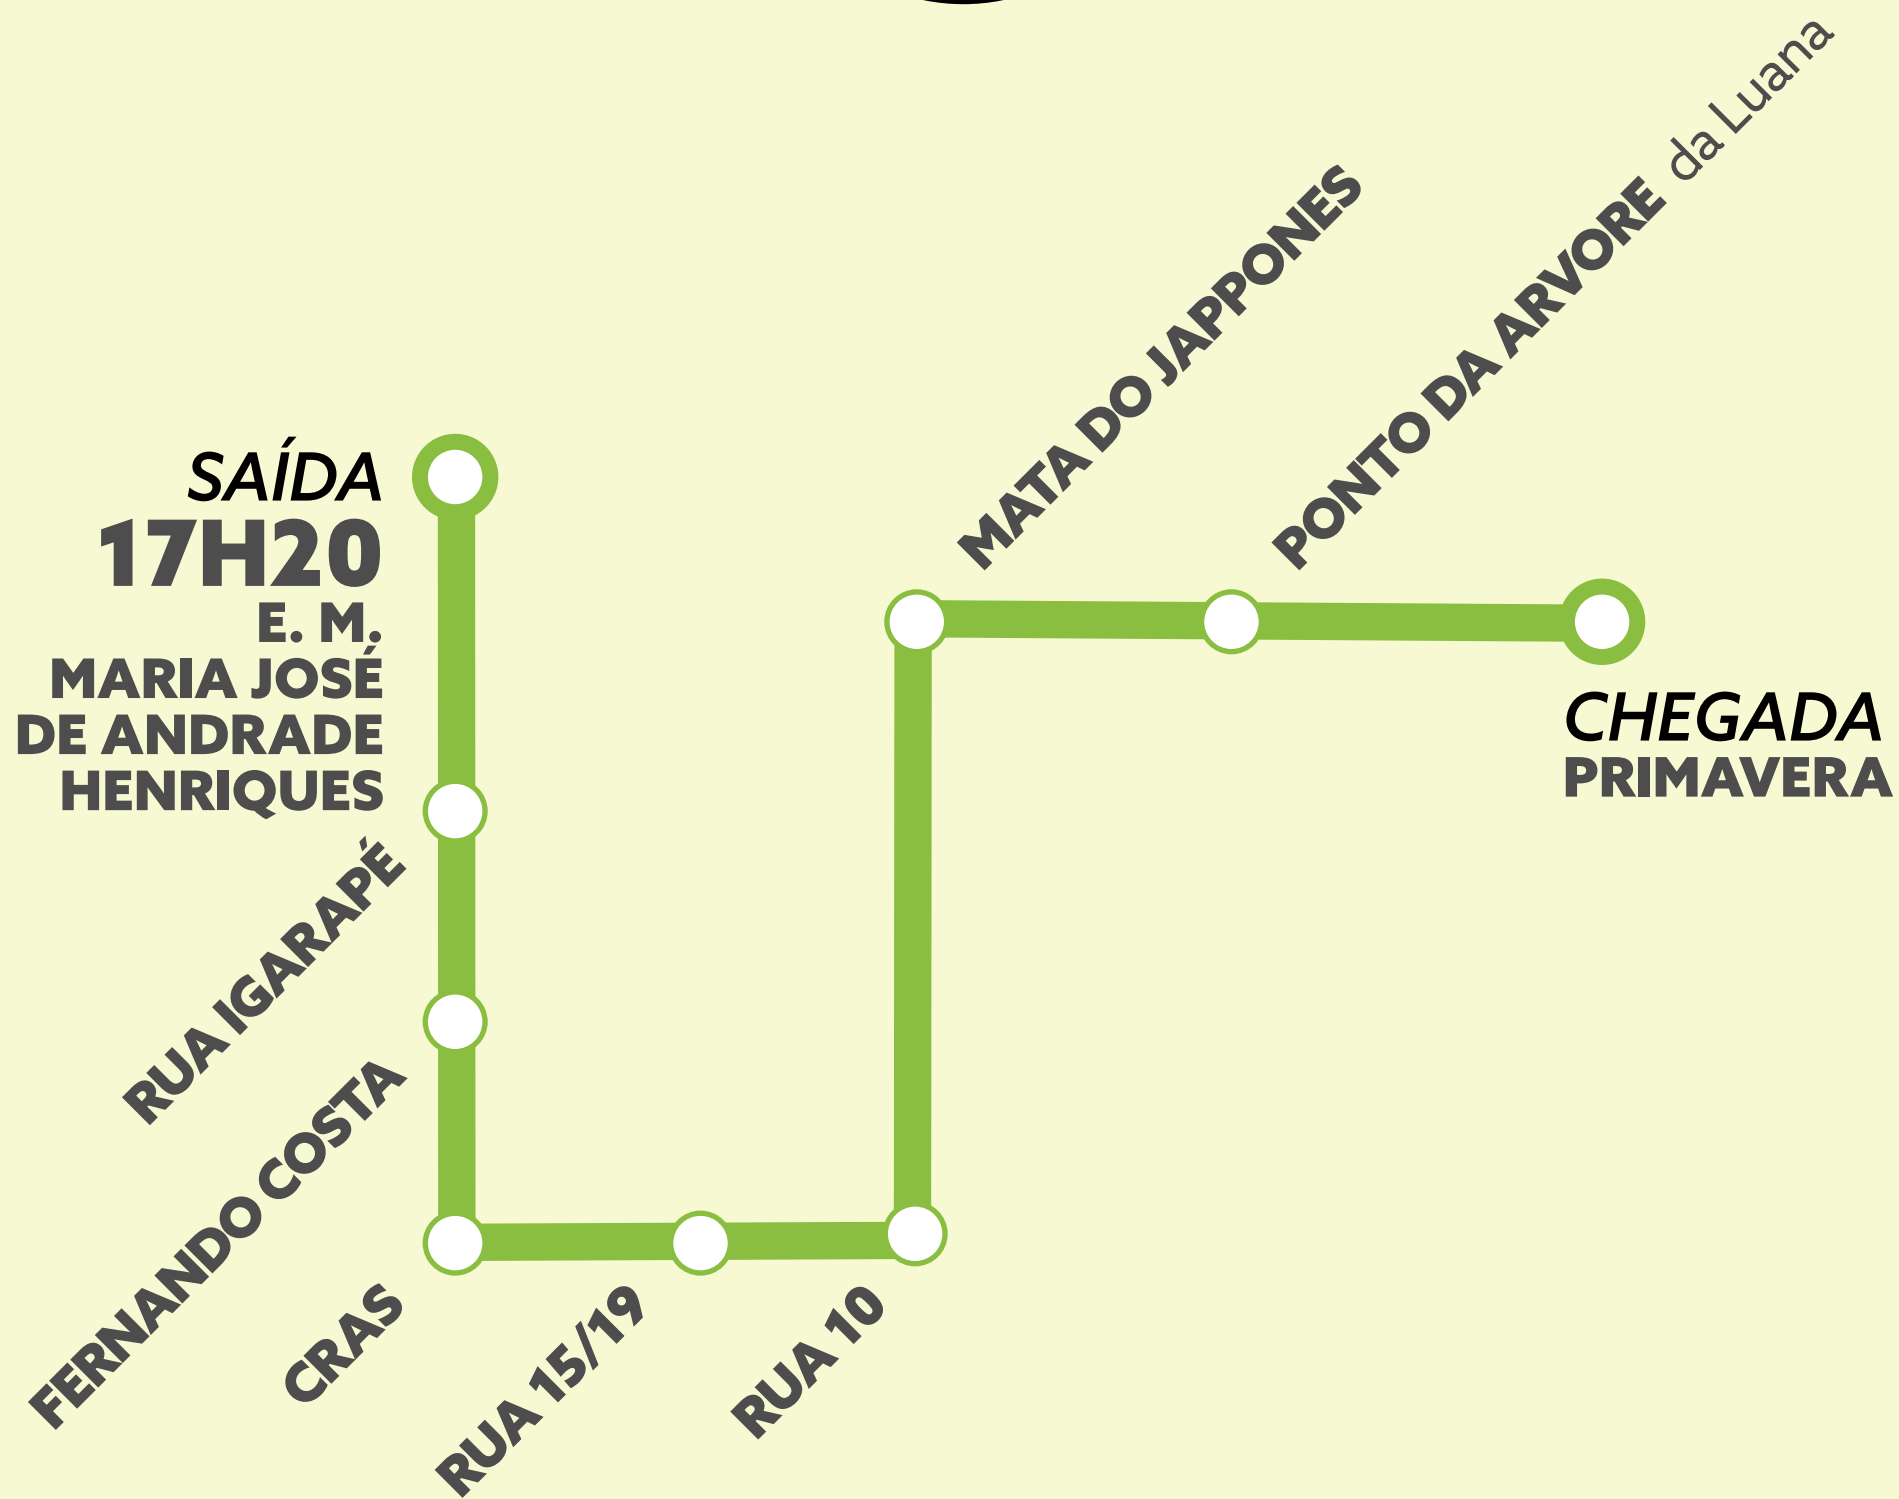 SAÍDA
17H20
E. M.
MARIA JOSÉ
DE ANDRADE
HENRIQUES
RUA IGARAPÉ
FERNANDO COSTA
CRAS
RUA 15/19
RUA 10
MATA DO JAPPONES
PONTO DA ARVORE da Luana
CHEGADA
PRIMAVERA